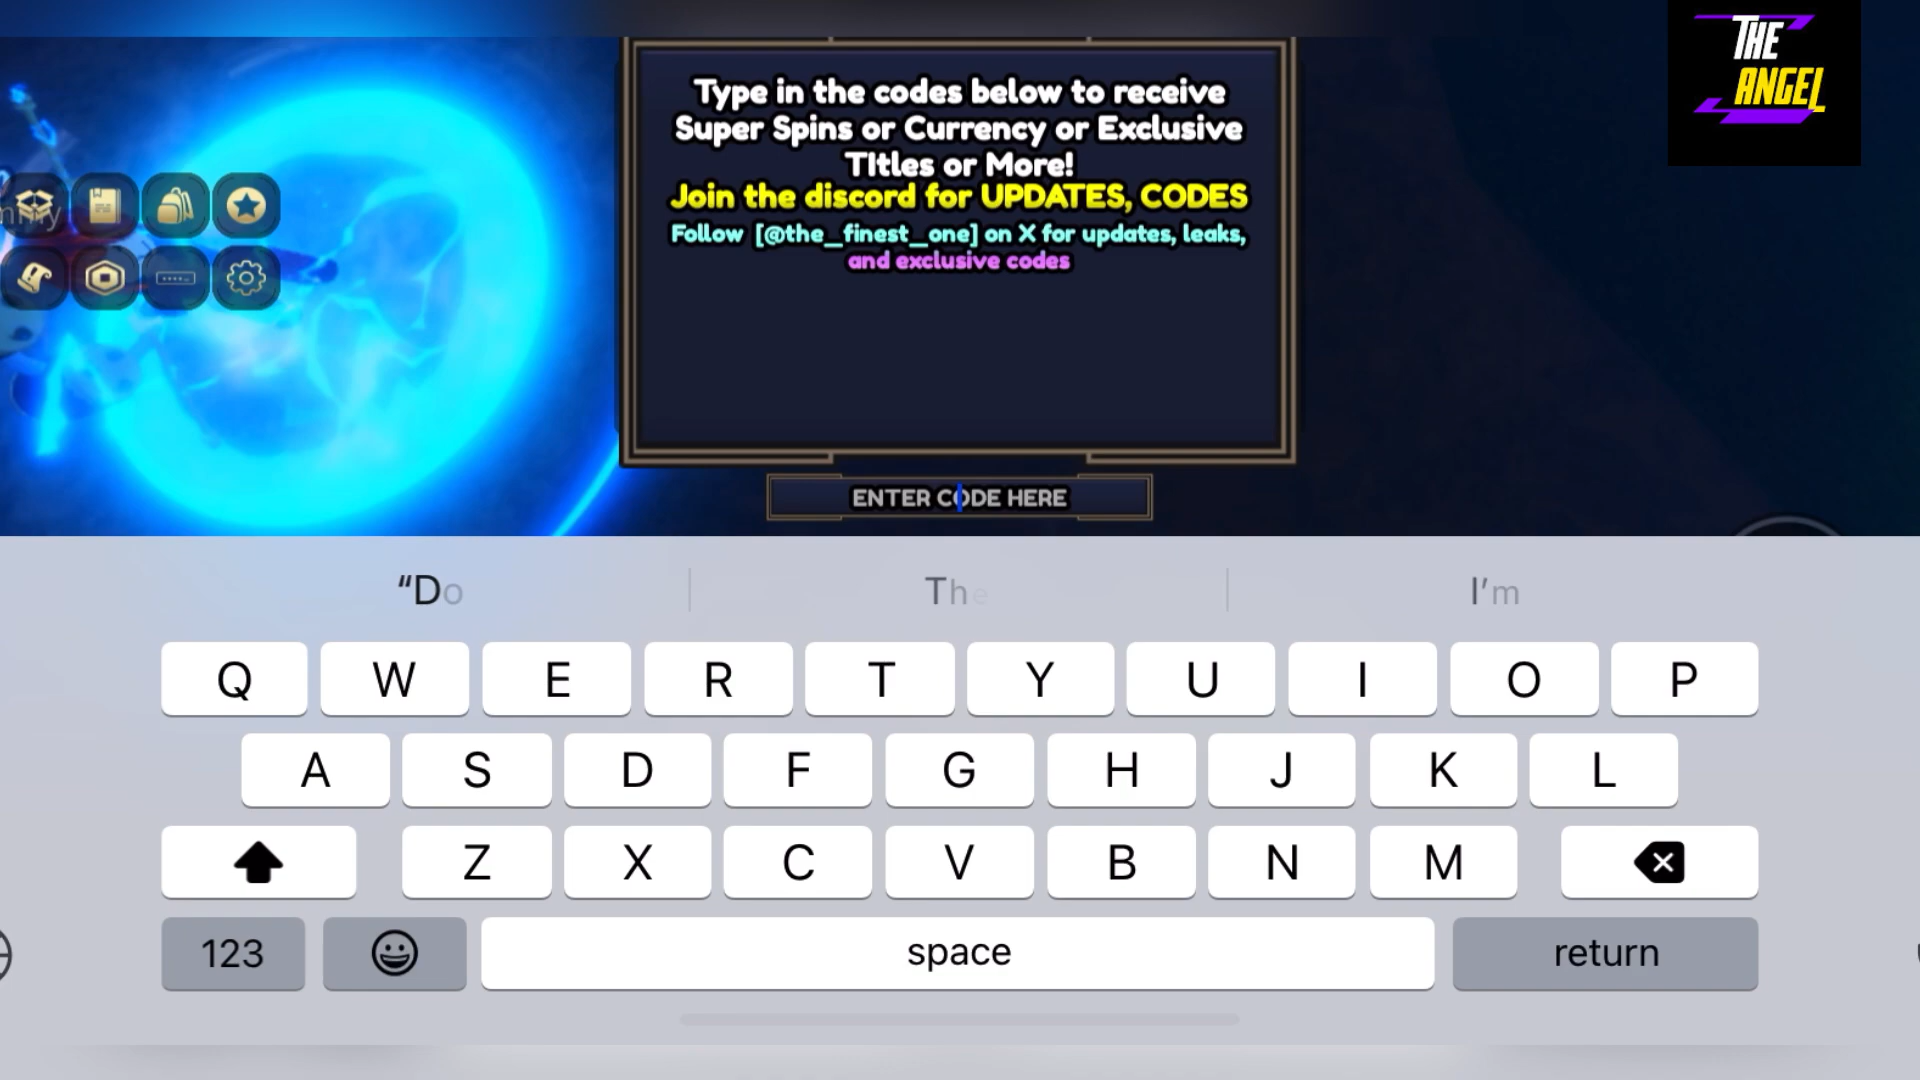 THE
ANGEL
Type in the codes below to receive
Super Spins or Currency or Exclusive
TItles or More!
Join the discord for UPDATES, CODES
Follow [@the_finest_one] on X for updates, leaks,
and exclusive codes
ENTER CODE HERE
“Do The I’m
Q W E R T Y U I O P
A S D F G H J K L
Z X C V B N M
123 space return